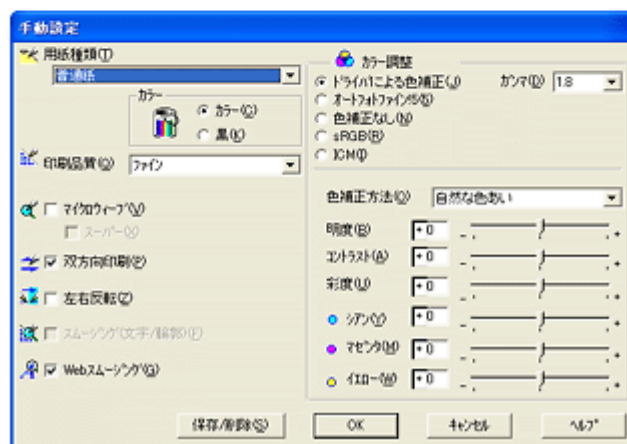 手動設定
用紙種類(T)
普通紙
カラー
カラー(C)
黒(K)
印刷品質(Q) ファイン
マイクロウィーブ(V)
スーパー(X)
双方向印刷(P)
左右反転(Z)
スムージング(文字/輪郭)(F)
Webスムージング(G)
カラー調整
ドライバによる色補正(J)
ガンマ(D) 1.8
オートフォトファイン!5(5)
色補正なし(N)
sRGB(R)
ICM(I)
色補正方法(O) 自然な色あい
明度(B) +0 - +
コントラスト(A) +0 - +
彩度(U) +0 - +
シアン(Y) +0 - +
マゼンタ(M) +0 - +
イエロー(W) +0 - +
保存/削除(S) OK キャンセル ヘルプ